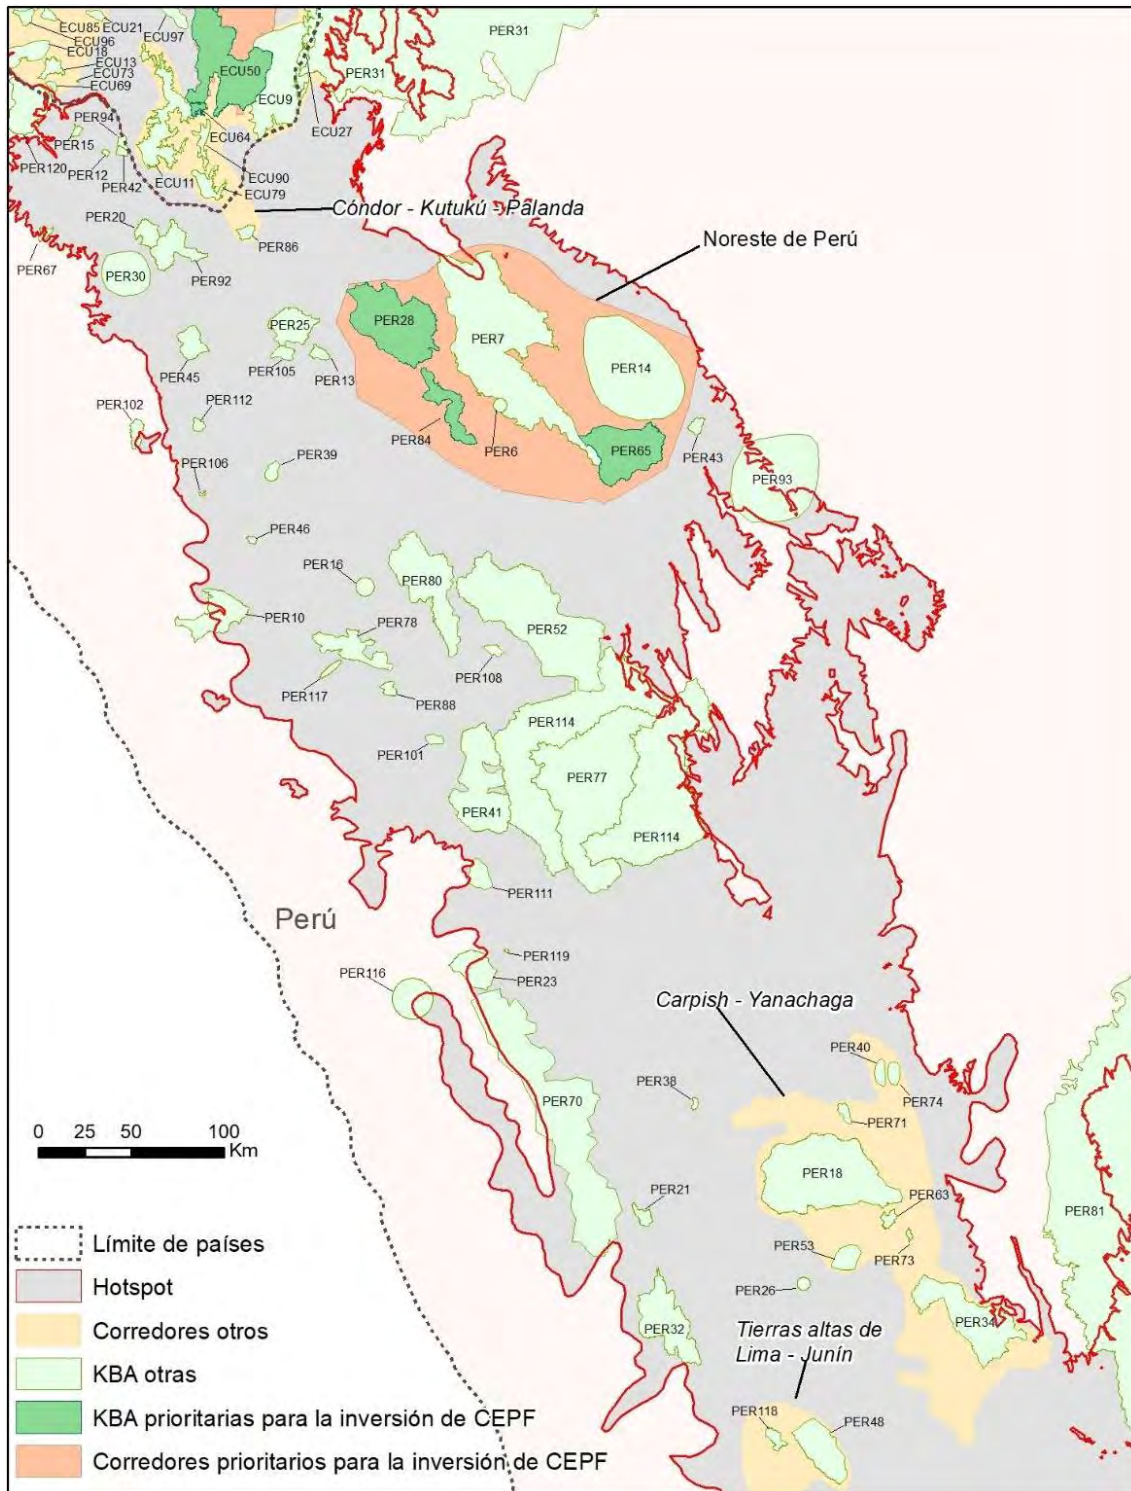 ECU85
ECU21
ECU96
ECU97
ECU18
ECU13
ECU73
ECU69
ECU50
ECU9
PER31
PER31
PER94
PER15
ECU64
ECU27
PER120
PER12
PER42
ECU11
ECU90
ECU79
Cóndor - Kutukú - Palanda
PER20
PER86
Noreste de Perú
PER67
PER30
PER92
PER28
PER25
PER7
PER14
PER45
PER105
PER13
PER102
PER112
PER84
PER6
PER65
PER43
PER106
PER39
PER93
PER46
PER16
PER80
PER10
PER78
PER52
PER117
PER108
PER88
PER114
PER101
PER77
PER41
PER114
PER111
Perú
PER119
PER116
PER23
Carpish - Yanachaga
PER40
PER38
PER70
PER74
PER71
0 25 50 100
Km
PER18
PER21
PER63
PER81
PER53
PER73
PER26
PER32
PER34
Tierras altas de
Lima - Junín
PER118
PER48
Límite de países
Hotspot
Corredores otros
KBA otras
KBA prioritarias para la inversión de CEPF
Corredores prioritarios para la inversión de CEPF